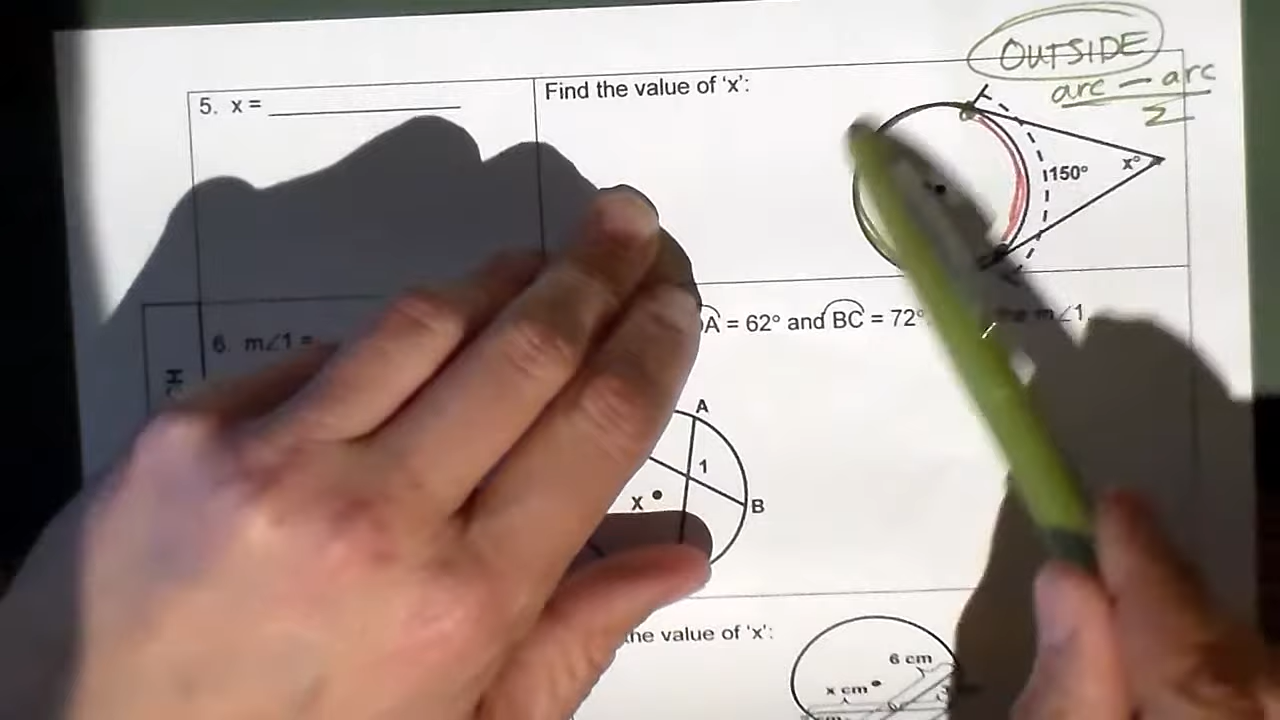 OUTSIDE
arc - arc
2
5. x =
Find the value of 'x':
150°
x°
6. m∠1 =
A = 62° and BC = 72°
m∠1
A
1
X
B
he value of 'x':
6 cm
x cm